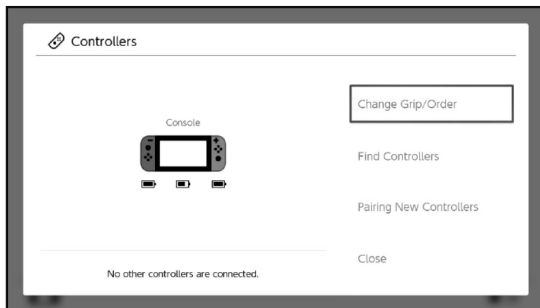 Controllers
Console
No other controllers are connected.
Change Grip/Order
Find Controllers
Pairing New Controllers
Close